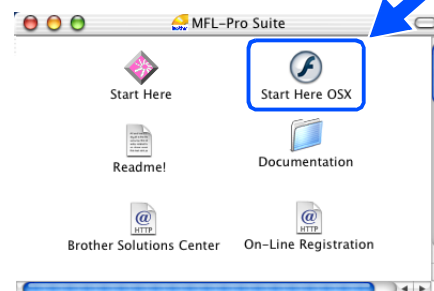 MFL-Pro Suite
Start Here
Start Here OSX
Readme!
Documentation
HTTP
HTTP
Brother Solutions Center
On-Line Registration